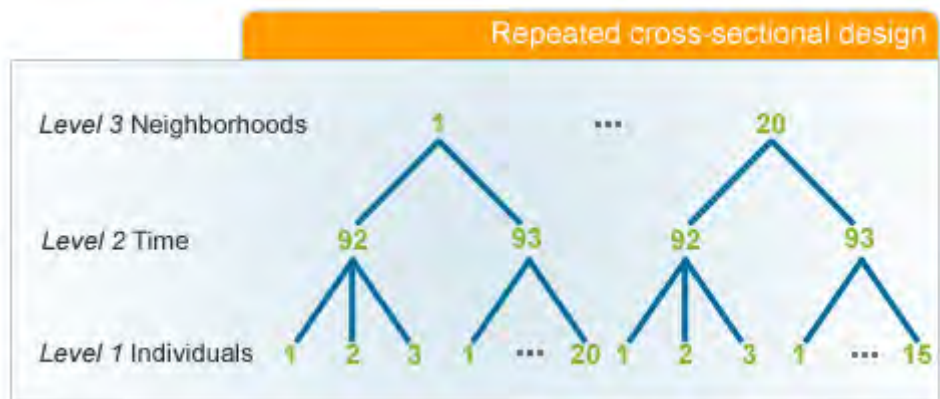 Repeated cross-sectional design
Level 3 Neighborhoods 1 ... 20
Level 2 Time 92 93 92 93
Level 1 Individuals 1 2 3 1 ... 20 1 2 3 1 ... 15